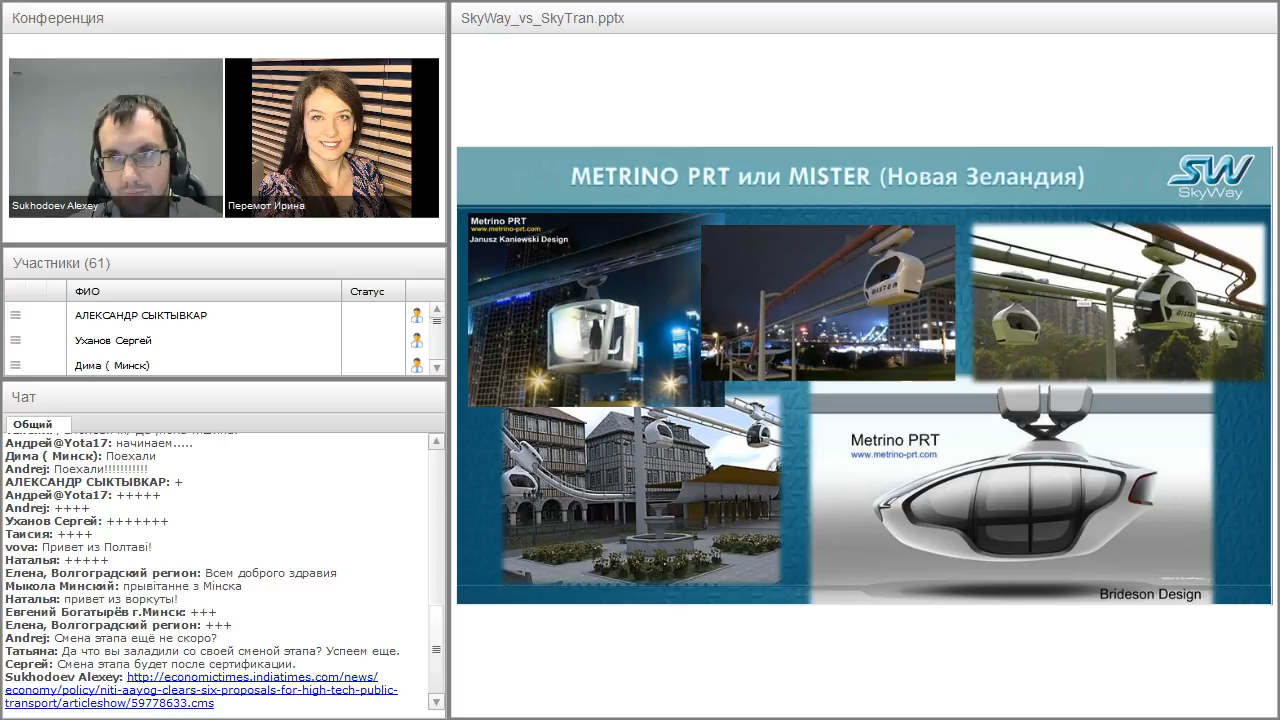 Конференция
Sukhodoev Alexey
Перемот Ирина
Участники (61)
ФИО
Статус
АЛЕКСАНДР СЫКТЫВКАР
Уханов Сергей
Дима ( Минск)
Чат
Общий
Андрей@Yota17: начинаем.....
Дима ( Минск): Поехали
Andrej: Поехали!!!!!!!!!!!
АЛЕКСАНДР СЫКТЫВКАР: +
Андрей@Yota17: +++++
Andrej: ++++
Уханов Сергей: +++++++
Таисия: ++++
vova: Привет из Полтаві!
Наталья: +++++
Елена, Волгоградский регион: Всем доброго здравия
Мыкола Минский: прывітанне з Мінска
Наталья: привет из воркуты!
Евгений Богатырёв г.Минск: +++
Елена, Волгоградский регион: +++
Andrej: Смена этапа ещё не скоро?
Татьяна: Да что вы заладили со своей сменой этапа? Успеем еще.
Сергей: Смена этапа будет после сертификации.
Sukhodoev Alexey: http://economictimes.indiatimes.com/news/
economy/policy/niti-aayog-clears-six-proposals-for-high-tech-public-
transport/articleshow/59778633.cms
SkyWay_vs_SkyTran.pptx
METRINO PRT или MISTER (Новая Зеландия)
SW
SkyWay
Metrino PRT
www.metrino-prt.com
Janusz Kaniewski Design
MISTER
MISTER
Metrino PRT
www.metrino-prt.com
Brideson Design